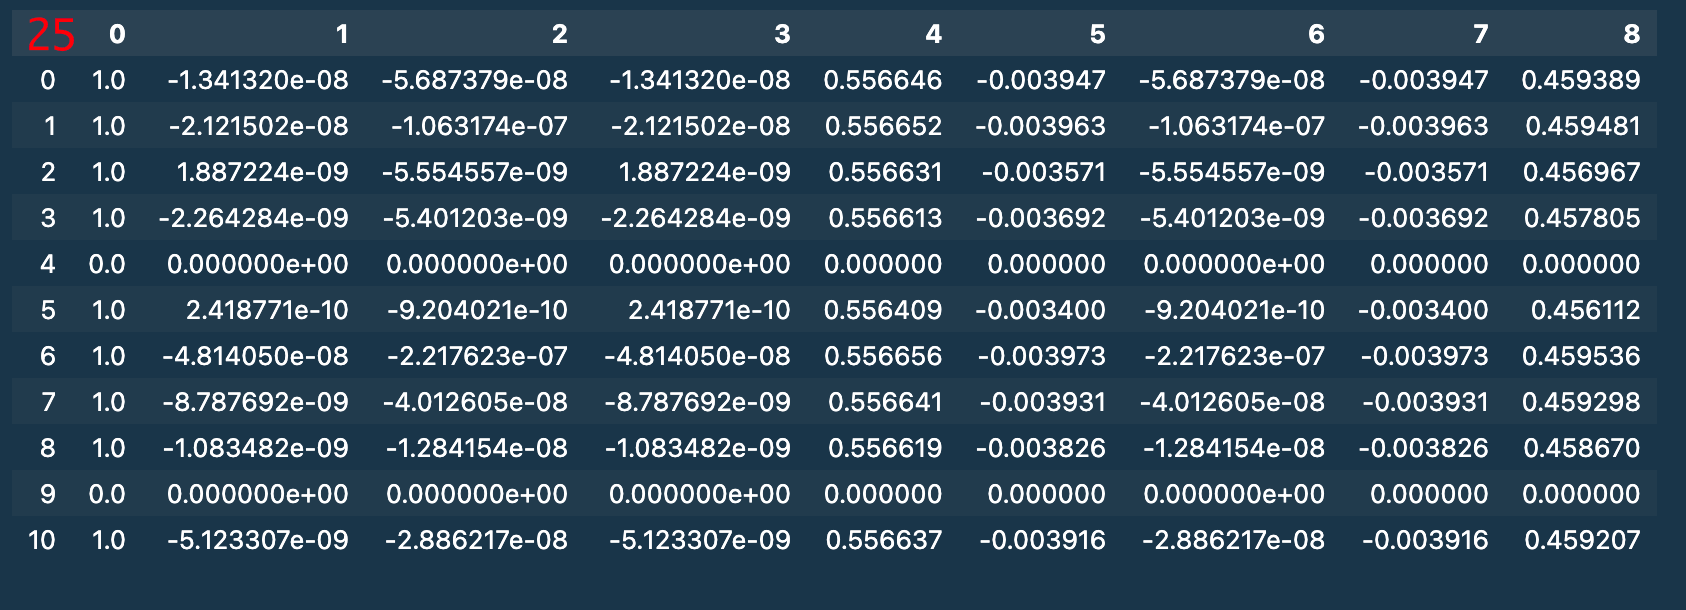 25 0 1 2 3 4 5 6 7 8
0 1.0 -1.341320e-08 -5.687379e-08 -1.341320e-08 0.556646 -0.003947 -5.687379e-08 -0.003947 0.459389
1 1.0 -2.121502e-08 -1.063174e-07 -2.121502e-08 0.556652 -0.003963 -1.063174e-07 -0.003963 0.459481
2 1.0 1.887224e-09 -5.554557e-09 1.887224e-09 0.556631 -0.003571 -5.554557e-09 -0.003571 0.456967
3 1.0 -2.264284e-09 -5.401203e-09 -2.264284e-09 0.556613 -0.003692 -5.401203e-09 -0.003692 0.457805
4 0.0 0.000000e+00 0.000000e+00 0.000000e+00 0.000000 0.000000 0.000000e+00 0.000000 0.000000
5 1.0 2.418771e-10 -9.204021e-10 2.418771e-10 0.556409 -0.003400 -9.204021e-10 -0.003400 0.456112
6 1.0 -4.814050e-08 -2.217623e-07 -4.814050e-08 0.556656 -0.003973 -2.217623e-07 -0.003973 0.459536
7 1.0 -8.787692e-09 -4.012605e-08 -8.787692e-09 0.556641 -0.003931 -4.012605e-08 -0.003931 0.459298
8 1.0 -1.083482e-09 -1.284154e-08 -1.083482e-09 0.556619 -0.003826 -1.284154e-08 -0.003826 0.458670
9 0.0 0.000000e+00 0.000000e+00 0.000000e+00 0.000000 0.000000 0.000000e+00 0.000000 0.000000
10 1.0 -5.123307e-09 -2.886217e-08 -5.123307e-09 0.556637 -0.003916 -2.886217e-08 -0.003916 0.459207